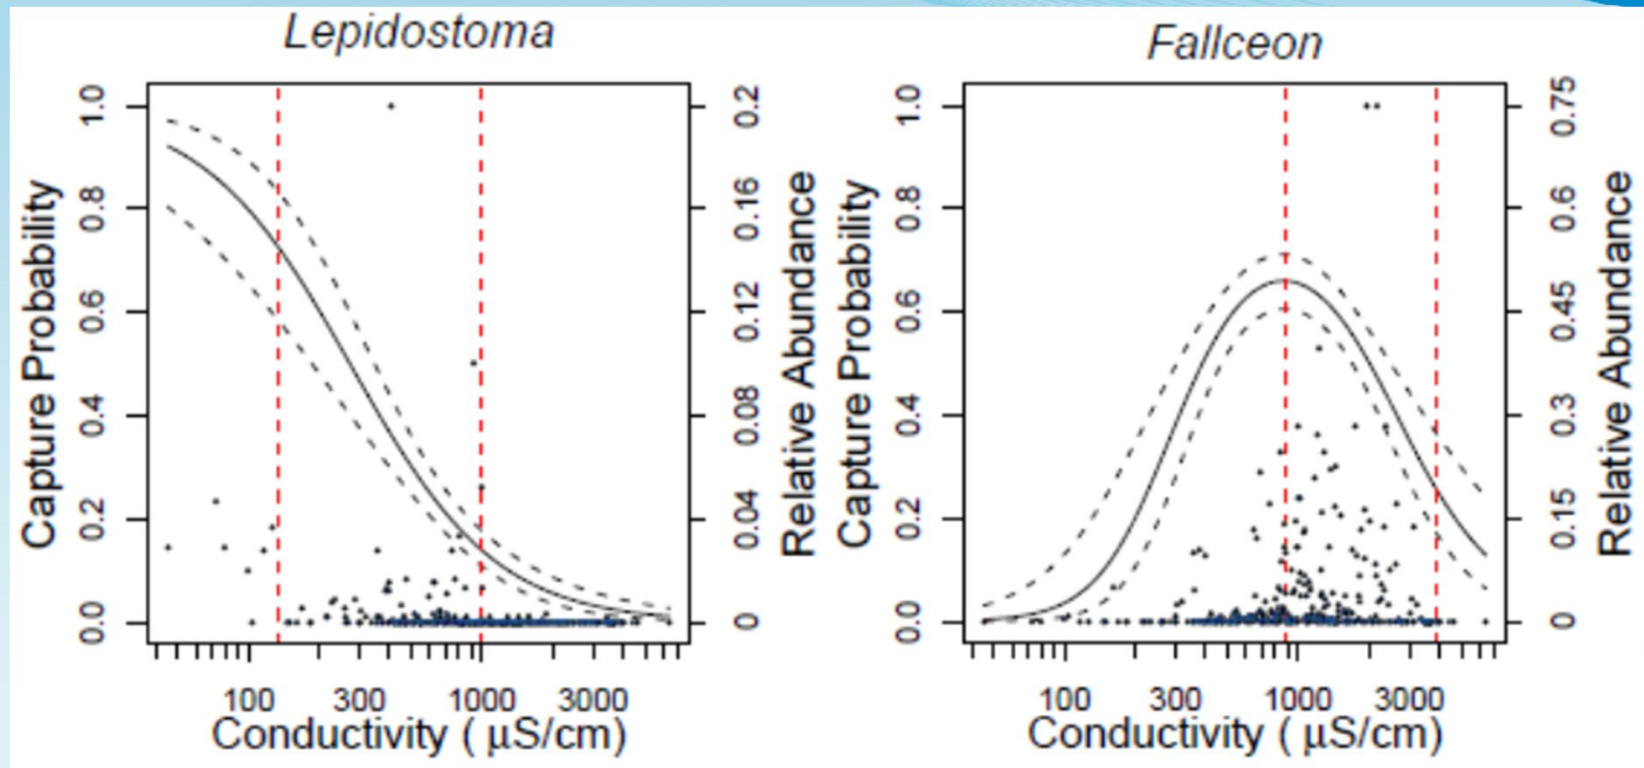 Lepidostoma
Capture Probability
1.0
0.8
0.6
0.4
0.2
0.0
0.2
0.16
0.12
0.08
0.04
0
Relative Abundance
100 300 1000 3000
Conductivity ( μS/cm)
Fallceon
Capture Probability
1.0
0.8
0.6
0.4
0.2
0.0
0.75
0.6
0.45
0.3
0.15
0
Relative Abundance
100 300 1000 3000
Conductivity ( μS/cm)